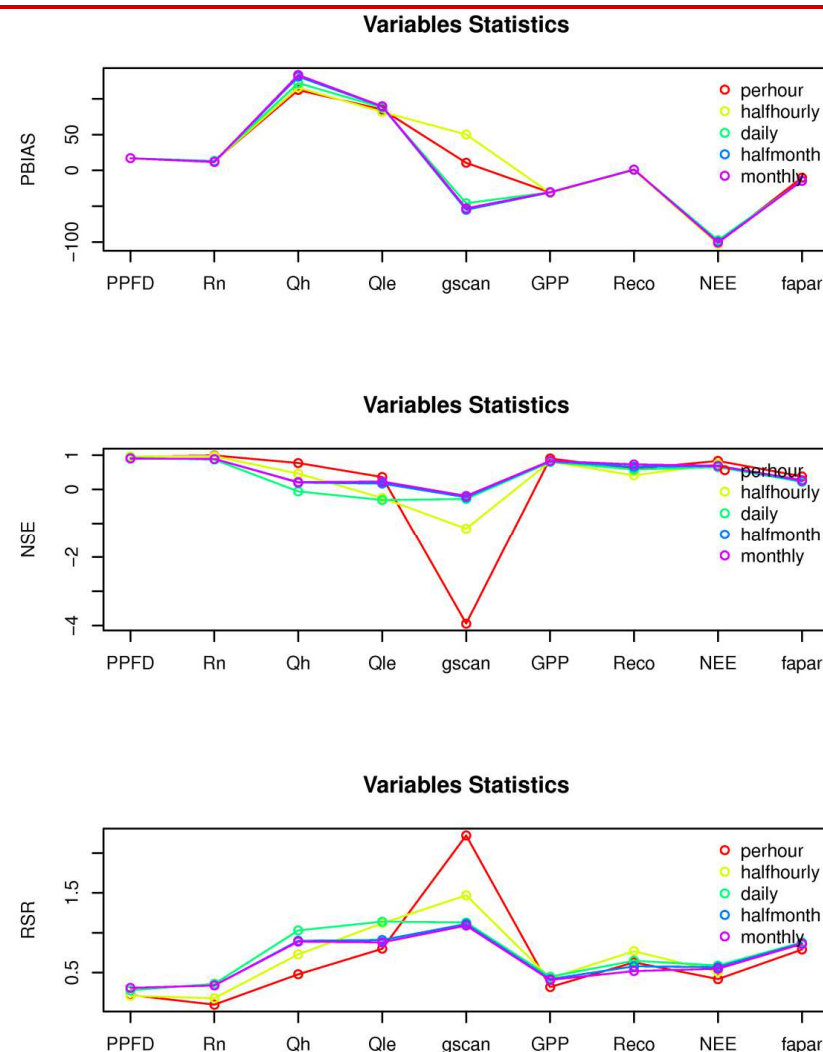 Variables Statistics
PBIAS
50
0
−100
perhour
halfhourly
daily
halfmonth
monthly
PPFD Rn Qh Qle gscan GPP Reco NEE fapar
Variables Statistics
NSE
1
0
−2
−4
perhour
halfhourly
daily
halfmonth
monthly
PPFD Rn Qh Qle gscan GPP Reco NEE fapar
Variables Statistics
RSR
1.5
0.5
perhour
halfhourly
daily
halfmonth
monthly
PPFD Rn Qh Qle gscan GPP Reco NEE fapar